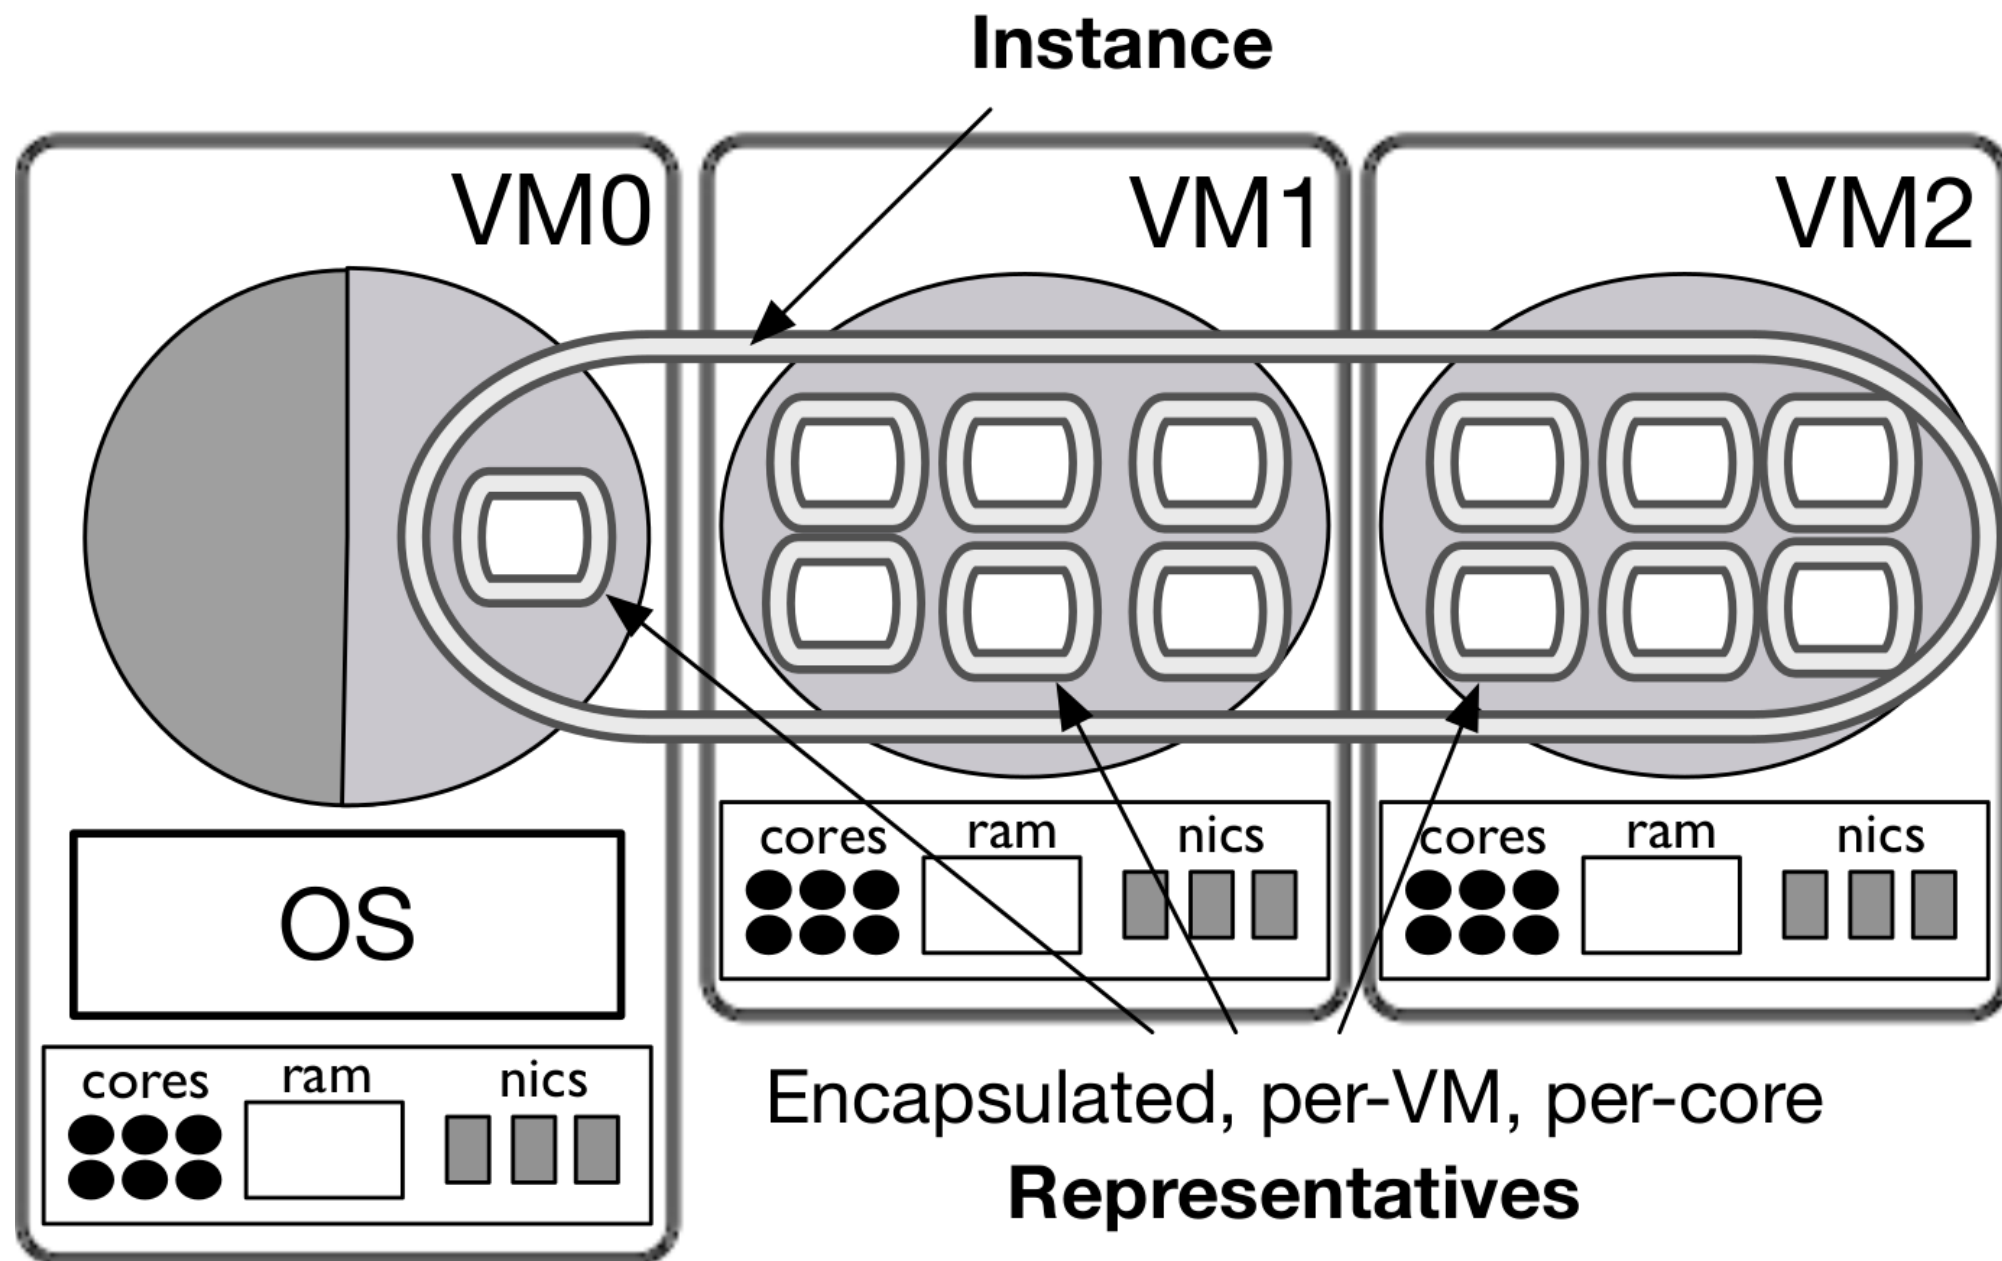 Instance
VM0
VM1
VM2
OS
cores ram nics
cores ram nics
cores ram nics
Encapsulated, per-VM, per-core
Representatives